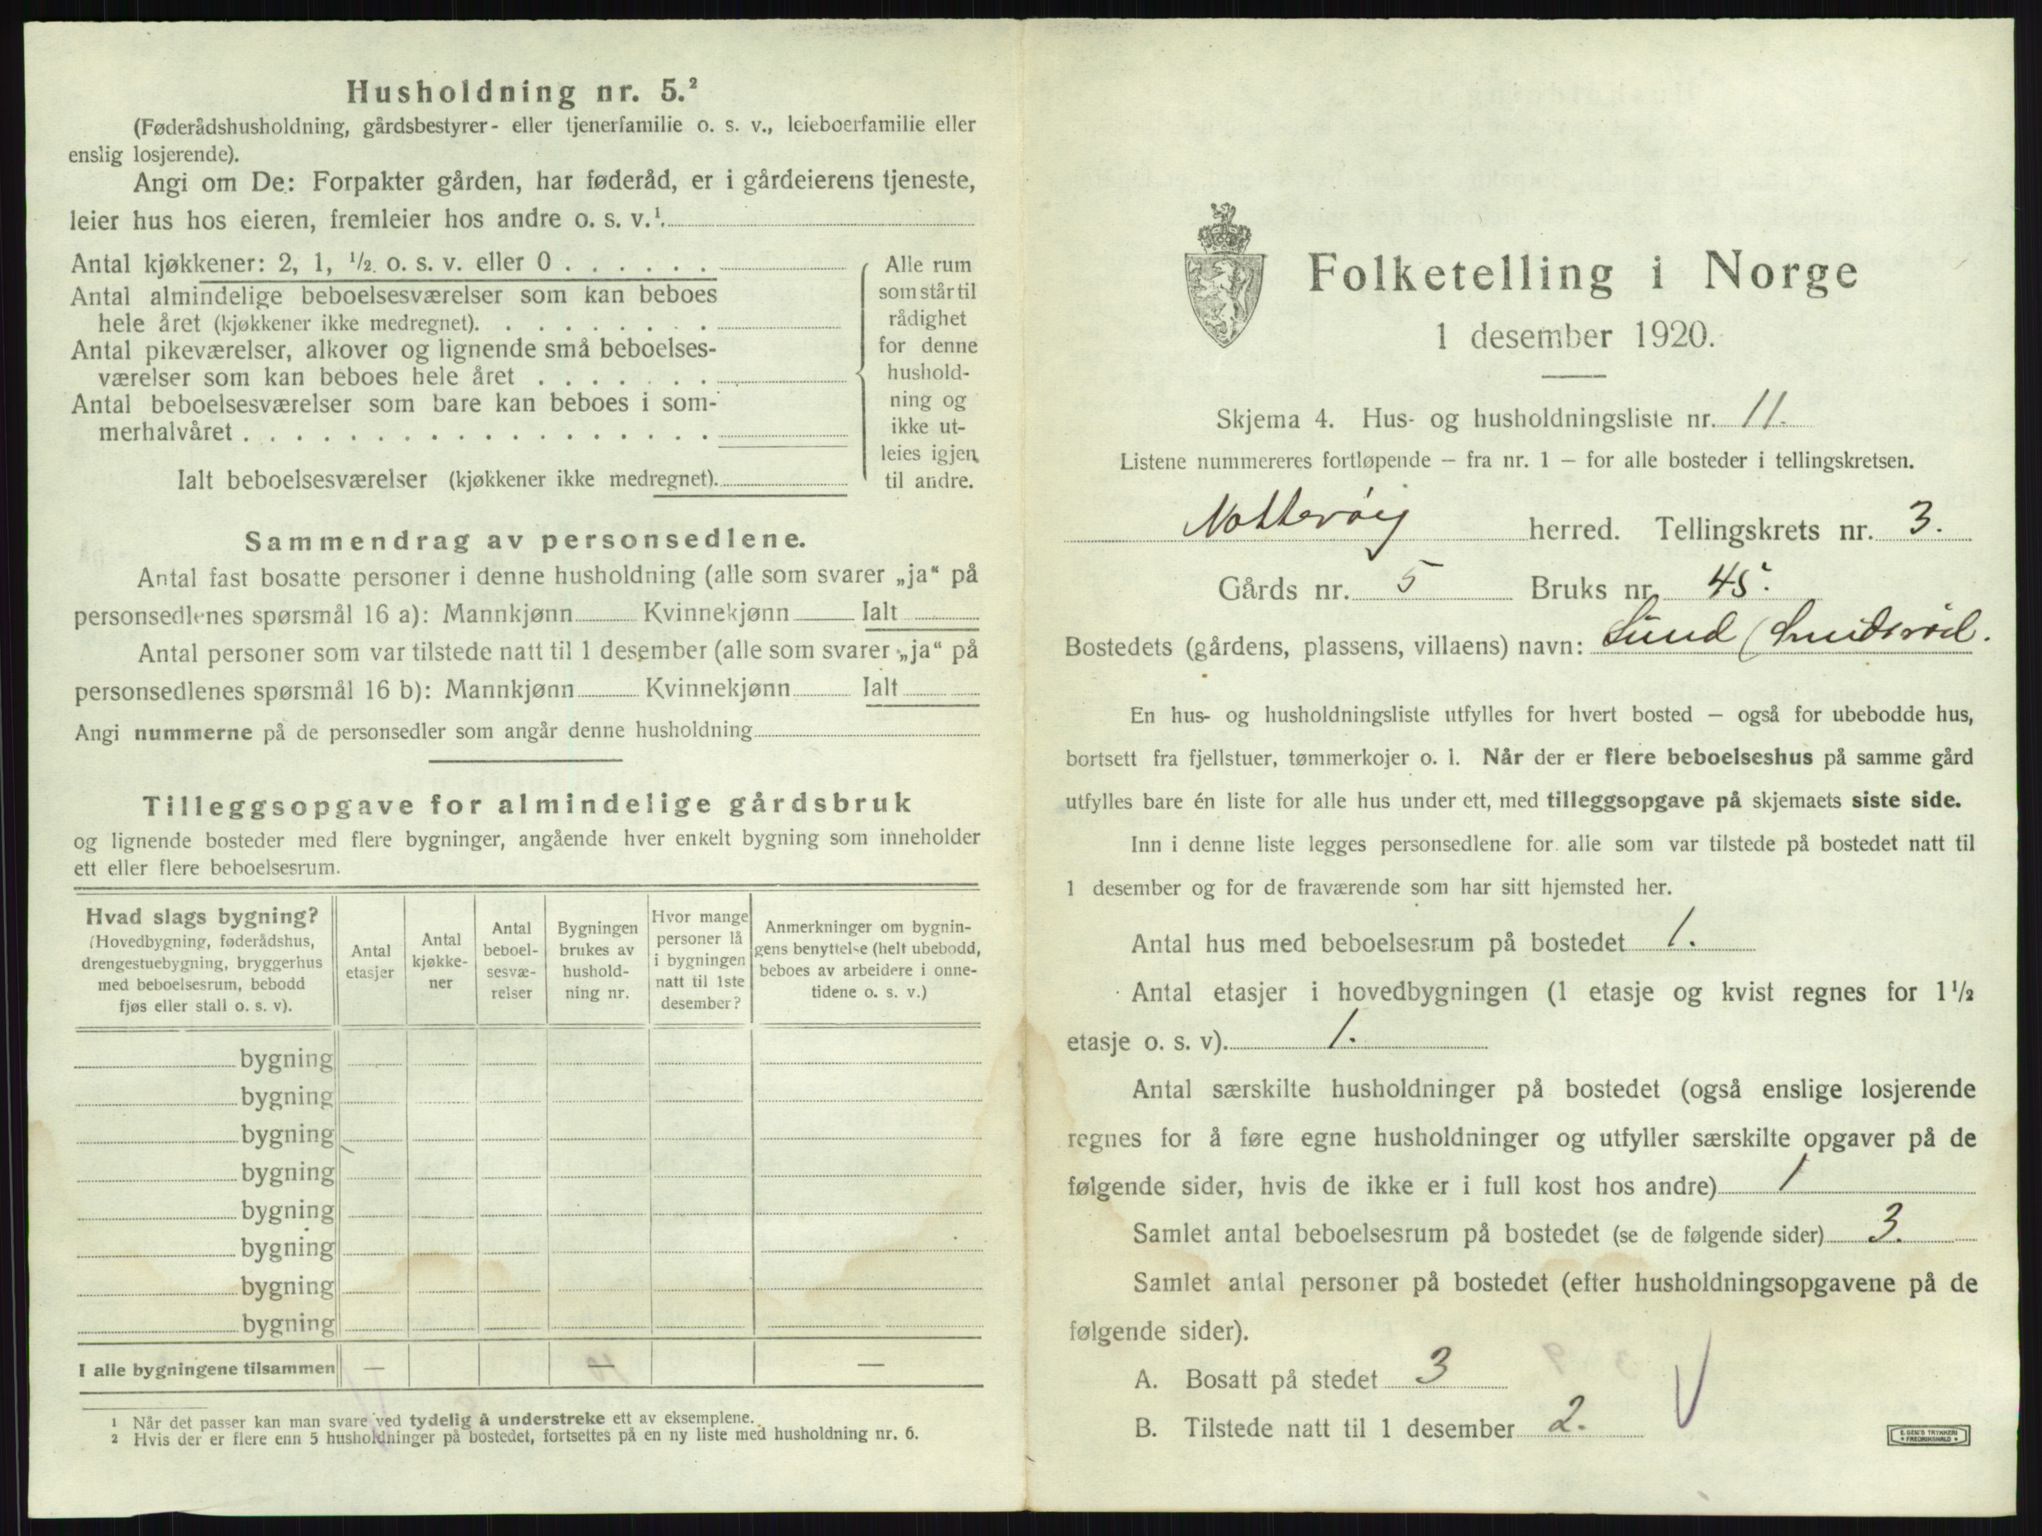 Husholdning nr. 5.²
(Føderådshusholdning, gårdsbestyrer- eller tjenerfamilie o. s. v., leieboerfamilie eller
enslig losjerende).
Angi om De: Forpakter gården, har føderåd, er i gårdeierens tjeneste,
leier hus hos eieren, fremleier hos andre o. s. v.¹.
Antal kjøkkener: 2, 1, ½ o. s. v. eller 0 . . . . . .
Antal almindelige beboelsesværelser som kan beboes
hele året (kjøkkener ikke medregnet). . . . . . . . .
Antal pikeværelser, alkover og lignende små beboelses-
værelser som kan beboes hele året . . . . . . .
Antal beboelsesværelser som bare kan beboes i som-
merhalvåret . . . . . . . . . . . . . . . . . .
Ialt beboelsesværelser (kjøkkener ikke medregnet).
Alle rum
som står til
rådighet
for denne
hushold-
ning og
ikke ut-
leies igjen
til andre.
Sammendrag av personsedlene.
Antal fast bosatte personer i denne husholdning (alle som svarer „ja“ på
personsedlenes spørsmål 16 a): Mannkjønn Kvinnekjønn Ialt
Antal personer som var tilstede natt til 1 desember (alle som svarer „ja“ på
personsedlenes spørsmål 16 b): Mannkjønn Kvinnekjønn Ialt
Angi nummerne på de personsedler som angår denne husholdning
Tilleggsopgave for almindelige gårdsbruk
og lignende bosteder med flere bygninger, angående hver enkelt bygning som inneholder
ett eller flere beboelsesrum.
Hvad slags bygning?
(Hovedbygning, føderådshus,
drengestuebygning, bryggerhus
med beboelsesrum, bebodd
fjøs eller stall o. s. v).
Antal
etasjer
Antal
kjøkke-
ner
Antal
beboel-
sesvæ-
relser
Bygningen
brukes av
hushold-
ning nr.
Hvor mange
personer lå
i bygningen
natt til 1ste
desember?
Anmerkninger om bygnin-
gens benyttelse (helt ubebodd,
beboes av arbeidere i onne-
tidene o. s. v.)
bygning
bygning
bygning
bygning
bygning
bygning
bygning
bygning
I alle bygningene tilsammen — — —
¹ Når det passer kan man svare ved tydelig å understreke ett av eksemplene.
² Hvis der er flere enn 5 husholdninger på bostedet, fortsettes på en ny liste med husholdning nr. 6.
Folketelling i Norge
1 desember 1920.
Skjema 4. Hus- og husholdningsliste nr. 11.
Listene nummereres fortløpende – fra nr. 1 – for alle bosteder i tellingskretsen.
Nøtterøy herred. Tellingskrets nr. 3.
Gårds nr. 5 Bruks nr. 45.
Bostedets (gårdens, plassens, villaens) navn: Lund
En hus- og husholdningsliste utfylles for hvert bosted – også for ubebodde hus,
bortsett fra fjellstuer, tømmerkojer o. l. Når der er flere beboelseshus på samme gård
utfylles bare én liste for alle hus under ett, med tilleggsopgave på skjemaets siste side.
Inn i denne liste legges personsedlene for alle som var tilstede på bostedet natt til
1 desember og for de fraværende som har sitt hjemsted her.
Antal hus med beboelsesrum på bostedet 1.
Antal etasjer i hovedbygningen (1 etasje og kvist regnes for 1½
etasje o. s. v). 1.
Antal særskilte husholdninger på bostedet (også enslige losjerende
regnes for å føre egne husholdninger og utfyller særskilte opgaver på de
følgende sider, hvis de ikke er i full kost hos andre) 1
Samlet antal beboelsesrum på bostedet (se de følgende sider) 3.
Samlet antal personer på bostedet (efter husholdningsopgavene på de
følgende sider).
A. Bosatt på stedet 3
B. Tilstede natt til 1 desember 2.